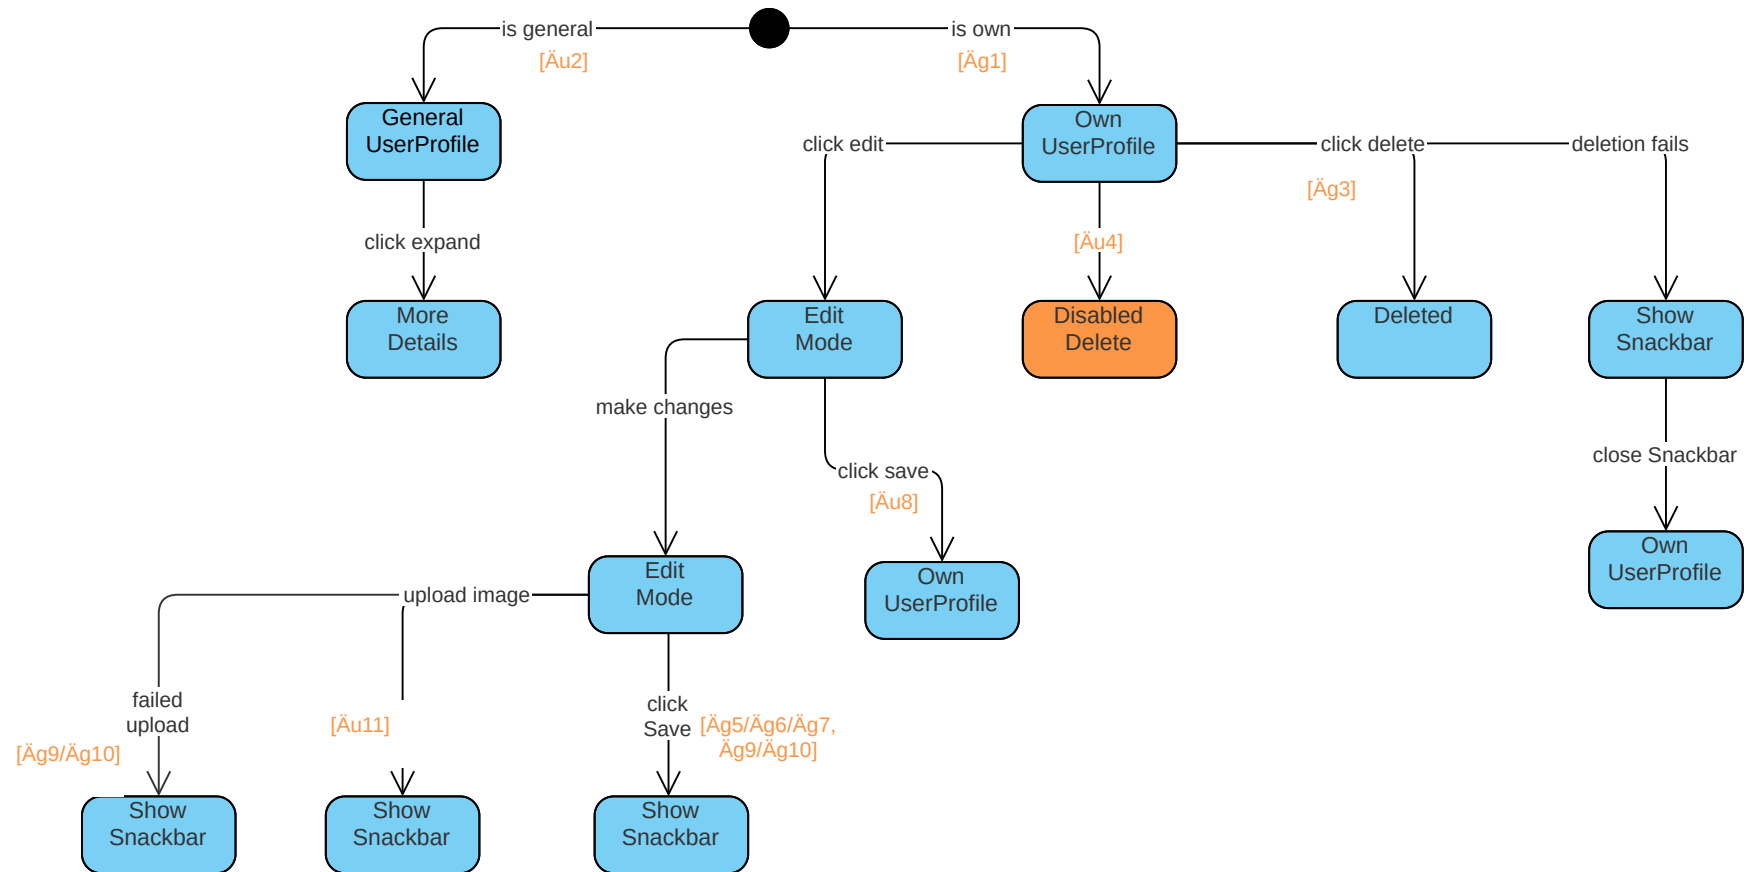 is general
is own
[Äu2]
[Äg1]
General
UserProfile
Own
UserProfile
click edit
click delete
deletion fails
[Äg3]
click expand
[Äu4]
More
Details
Edit
Mode
Disabled
Delete
Deleted
Show
Snackbar
make changes
click save
[Äu8]
close Snackbar
Own
UserProfile
Edit
Mode
Own
UserProfile
upload image
failed
upload
[Äg9/Äg10]
[Äu11]
click
Save
[Äg5/Äg6/Äg7,
Äg9/Äg10]
Show
Snackbar
Show
Snackbar
Show
Snackbar